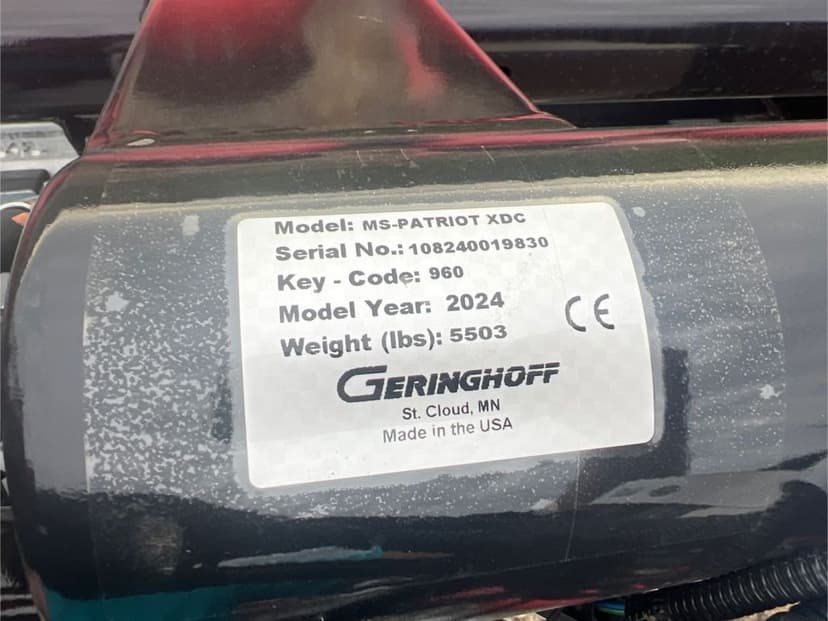 Model: MS-PATRIOT XDC
Serial No.: 108240019830
Key - Code: 960
Model Year: 2024
Weight (lbs): 5503
CE
GERINGHOFF
St. Cloud, MN
Made in the USA